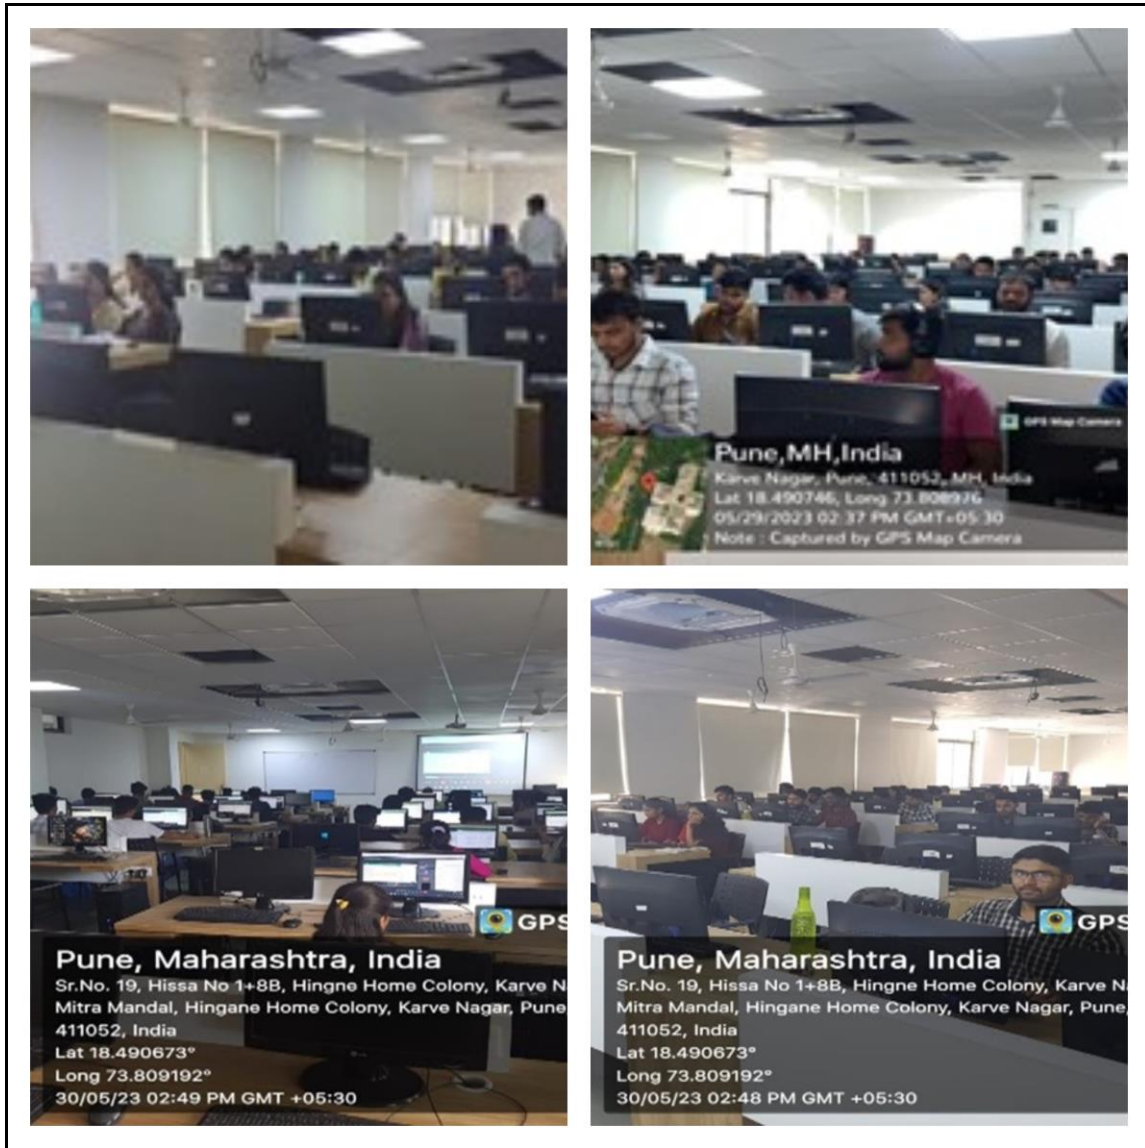 GPS Map Camera
Pune,MH,India
Karve Nagar, Pune, 411052, MH, India
Lat 18.490746, Long 73.808976
05/29/2023 02:37 PM GMT+05:30
Note : Captured by GPS Map Camera
GPS
Pune, Maharashtra, India
Sr.No. 19, Hissa No 1+8B, Hingne Home Colony, Karve N
Mitra Mandal, Hingane Home Colony, Karve Nagar, Pune
411052, India
Lat 18.490673°
Long 73.809192°
30/05/23 02:49 PM GMT +05:30
GPS
Pune, Maharashtra, India
Sr.No. 19, Hissa No 1+8B, Hingne Home Colony, Karve Na
Mitra Mandal, Hingane Home Colony, Karve Nagar, Pune,
411052, India
Lat 18.490673°
Long 73.809192°
30/05/23 02:48 PM GMT +05:30